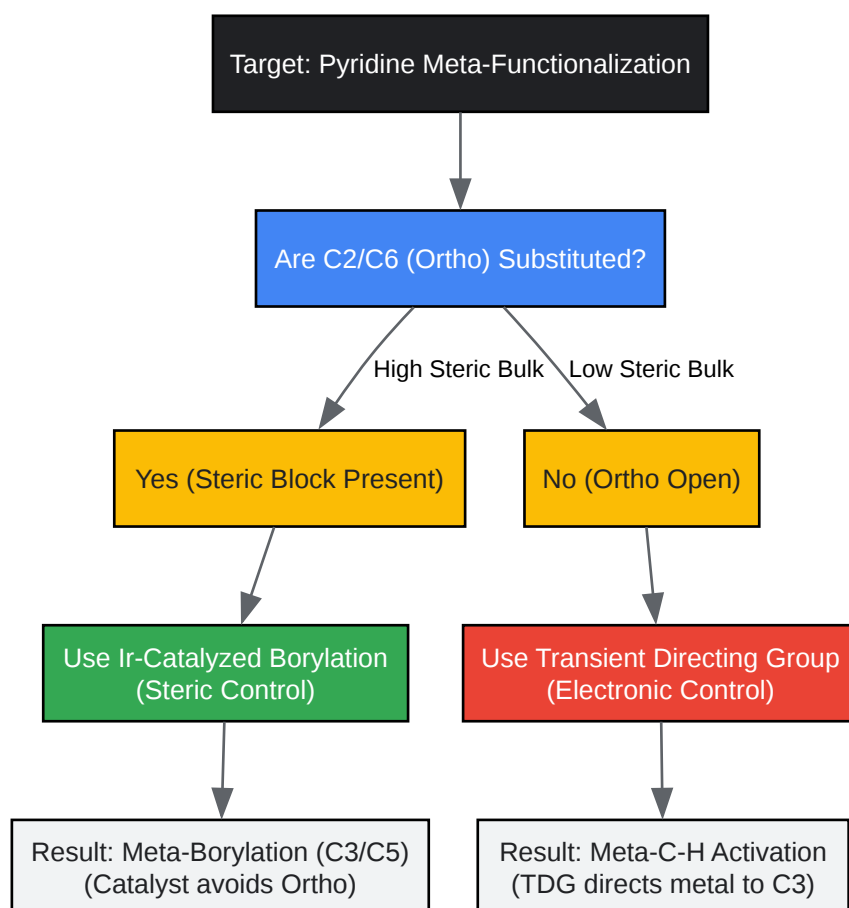 Target: Pyridine Meta-Functionalization
Are C2/C6 (Ortho) Substituted?
High Steric Bulk
Low Steric Bulk
Yes (Steric Block Present)
No (Ortho Open)
Use Ir-Catalyzed Borylation
(Steric Control)
Use Transient Directing Group
(Electronic Control)
Result: Meta-Borylation (C3/C5)
(Catalyst avoids Ortho)
Result: Meta-C-H Activation
(TDG directs metal to C3)